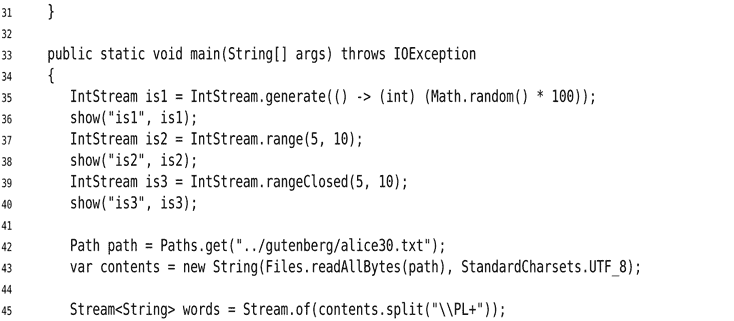 31 }
32
33 public static void main(String[] args) throws IOException
34 {
35 IntStream is1 = IntStream.generate(() -> (int) (Math.random() * 100));
36 show("is1", is1);
37 IntStream is2 = IntStream.range(5, 10);
38 show("is2", is2);
39 IntStream is3 = IntStream.rangeClosed(5, 10);
40 show("is3", is3);
41
42 Path path = Paths.get("../gutenberg/alice30.txt");
43 var contents = new String(Files.readAllBytes(path), StandardCharsets.UTF_8);
44
45 Stream<String> words = Stream.of(contents.split("\\PL+"));